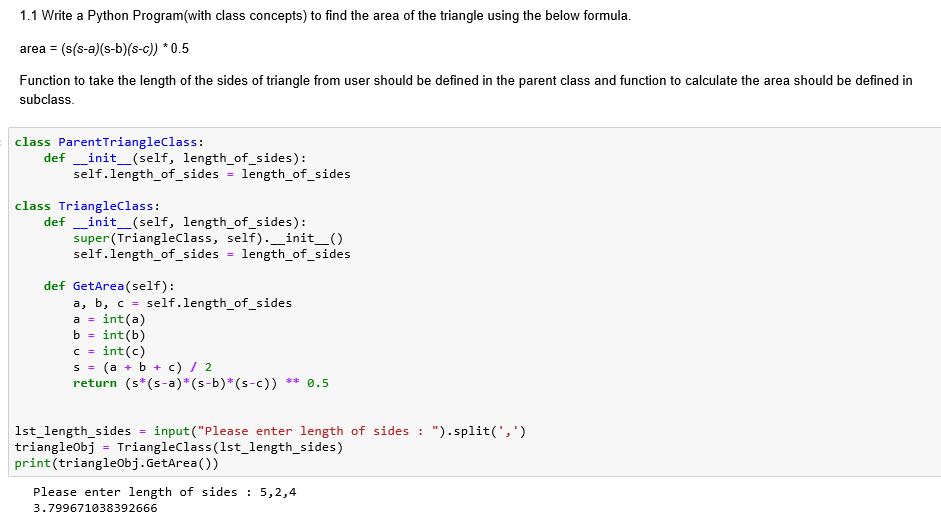 1.1 Write a Python Program(with class concepts) to find the area of the triangle using the below formula.
area = (s(s-a)(s-b)(s-c)) * 0.5
Function to take the length of the sides of triangle from user should be defined in the parent class and function to calculate the area should be defined in
subclass.
class ParentTriangleClass:
    def __init__(self, length_of_sides):
        self.length_of_sides = length_of_sides
class TriangleClass:
    def __init__(self, length_of_sides):
        super(TriangleClass, self).__init__()
        self.length_of_sides = length_of_sides
    def GetArea(self):
        a, b, c = self.length_of_sides
        a = int(a)
        b = int(b)
        c = int(c)
        s = (a + b + c) / 2
        return (s*(s-a)*(s-b)*(s-c)) ** 0.5
lst_length_sides = input("Please enter length of sides : ").split(',')
triangleObj = TriangleClass(lst_length_sides)
print(triangleObj.GetArea())
Please enter length of sides : 5,2,4
3.799671038392666